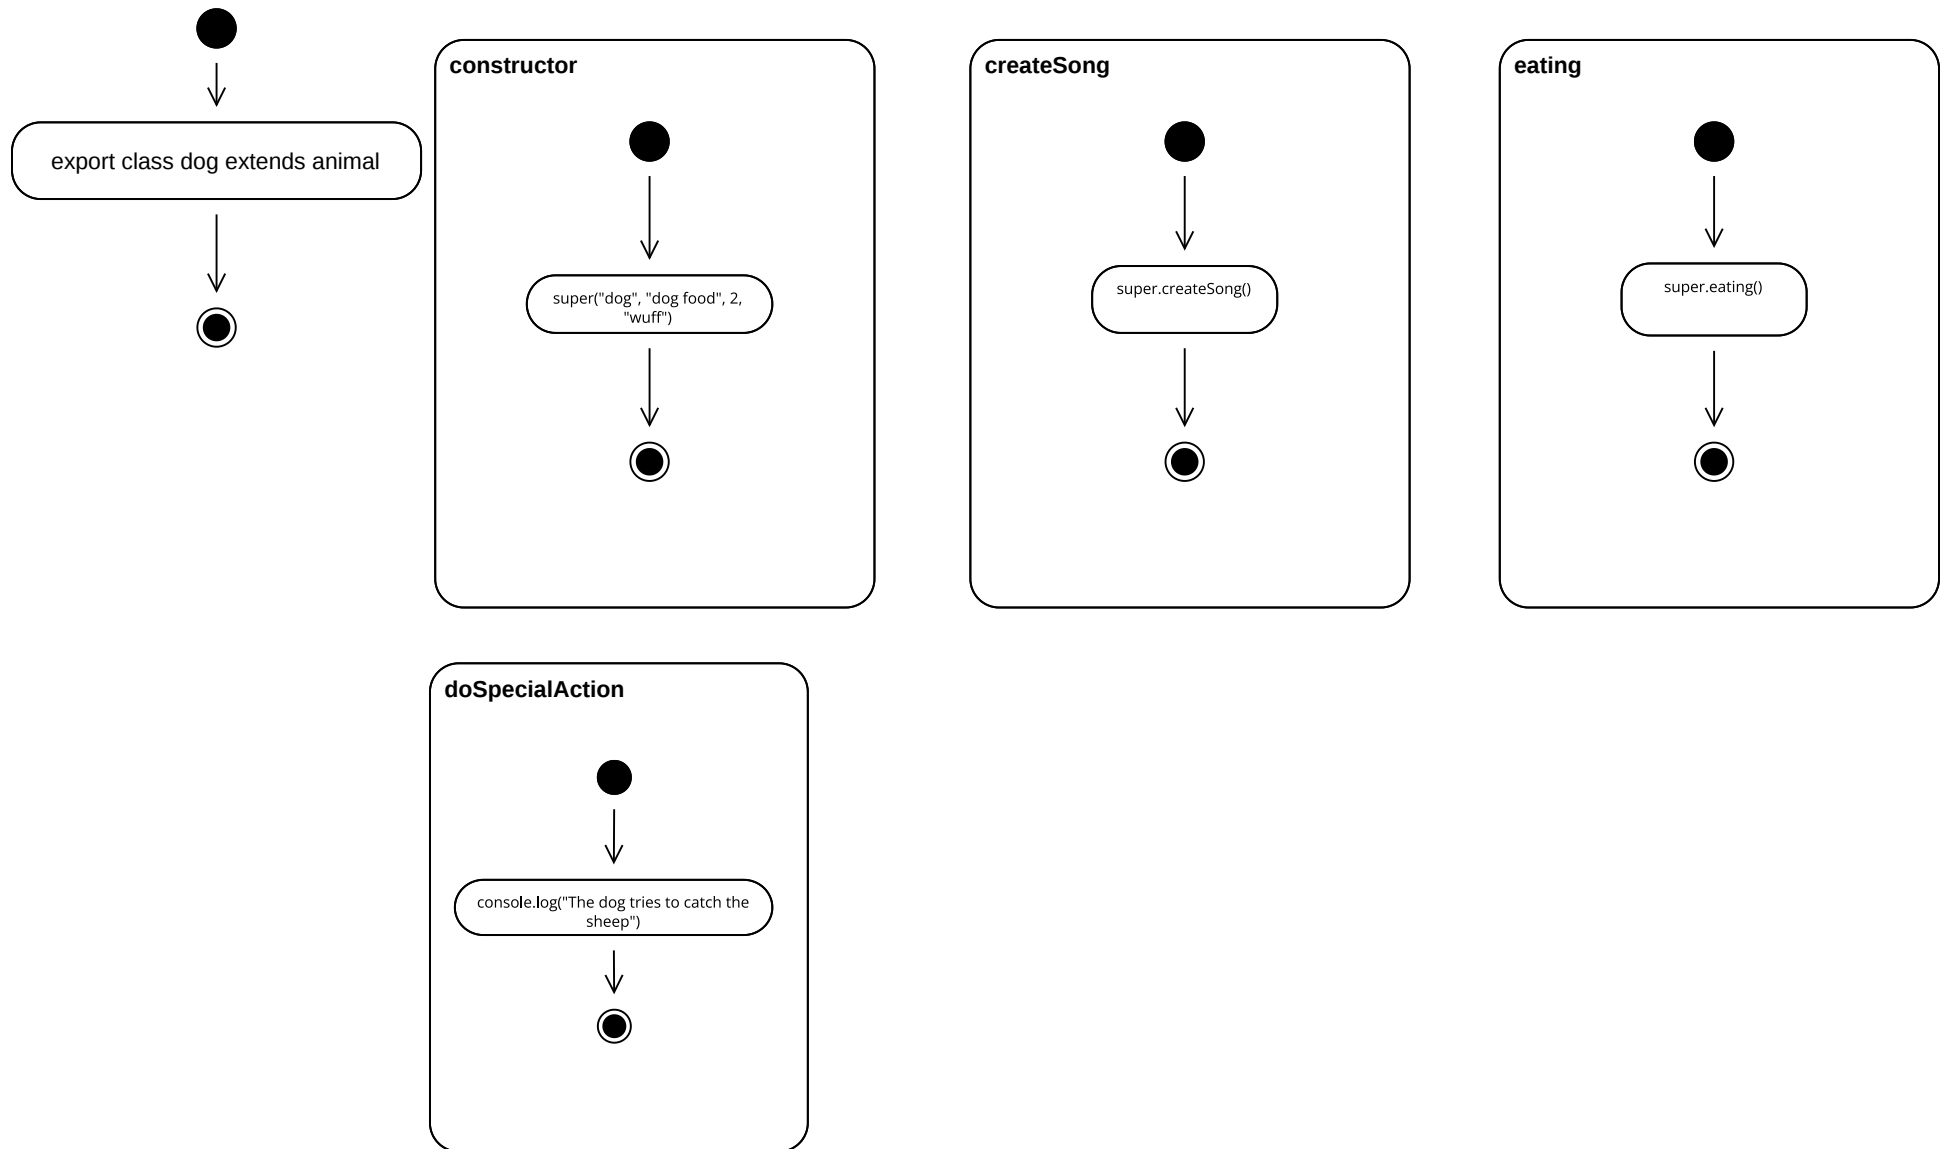 export class dog extends animal
constructor
super("dog", "dog food", 2,
"wuff")
createSong
super.createSong()
eating
super.eating()
doSpecialAction
console.log("The dog tries to catch the
sheep")